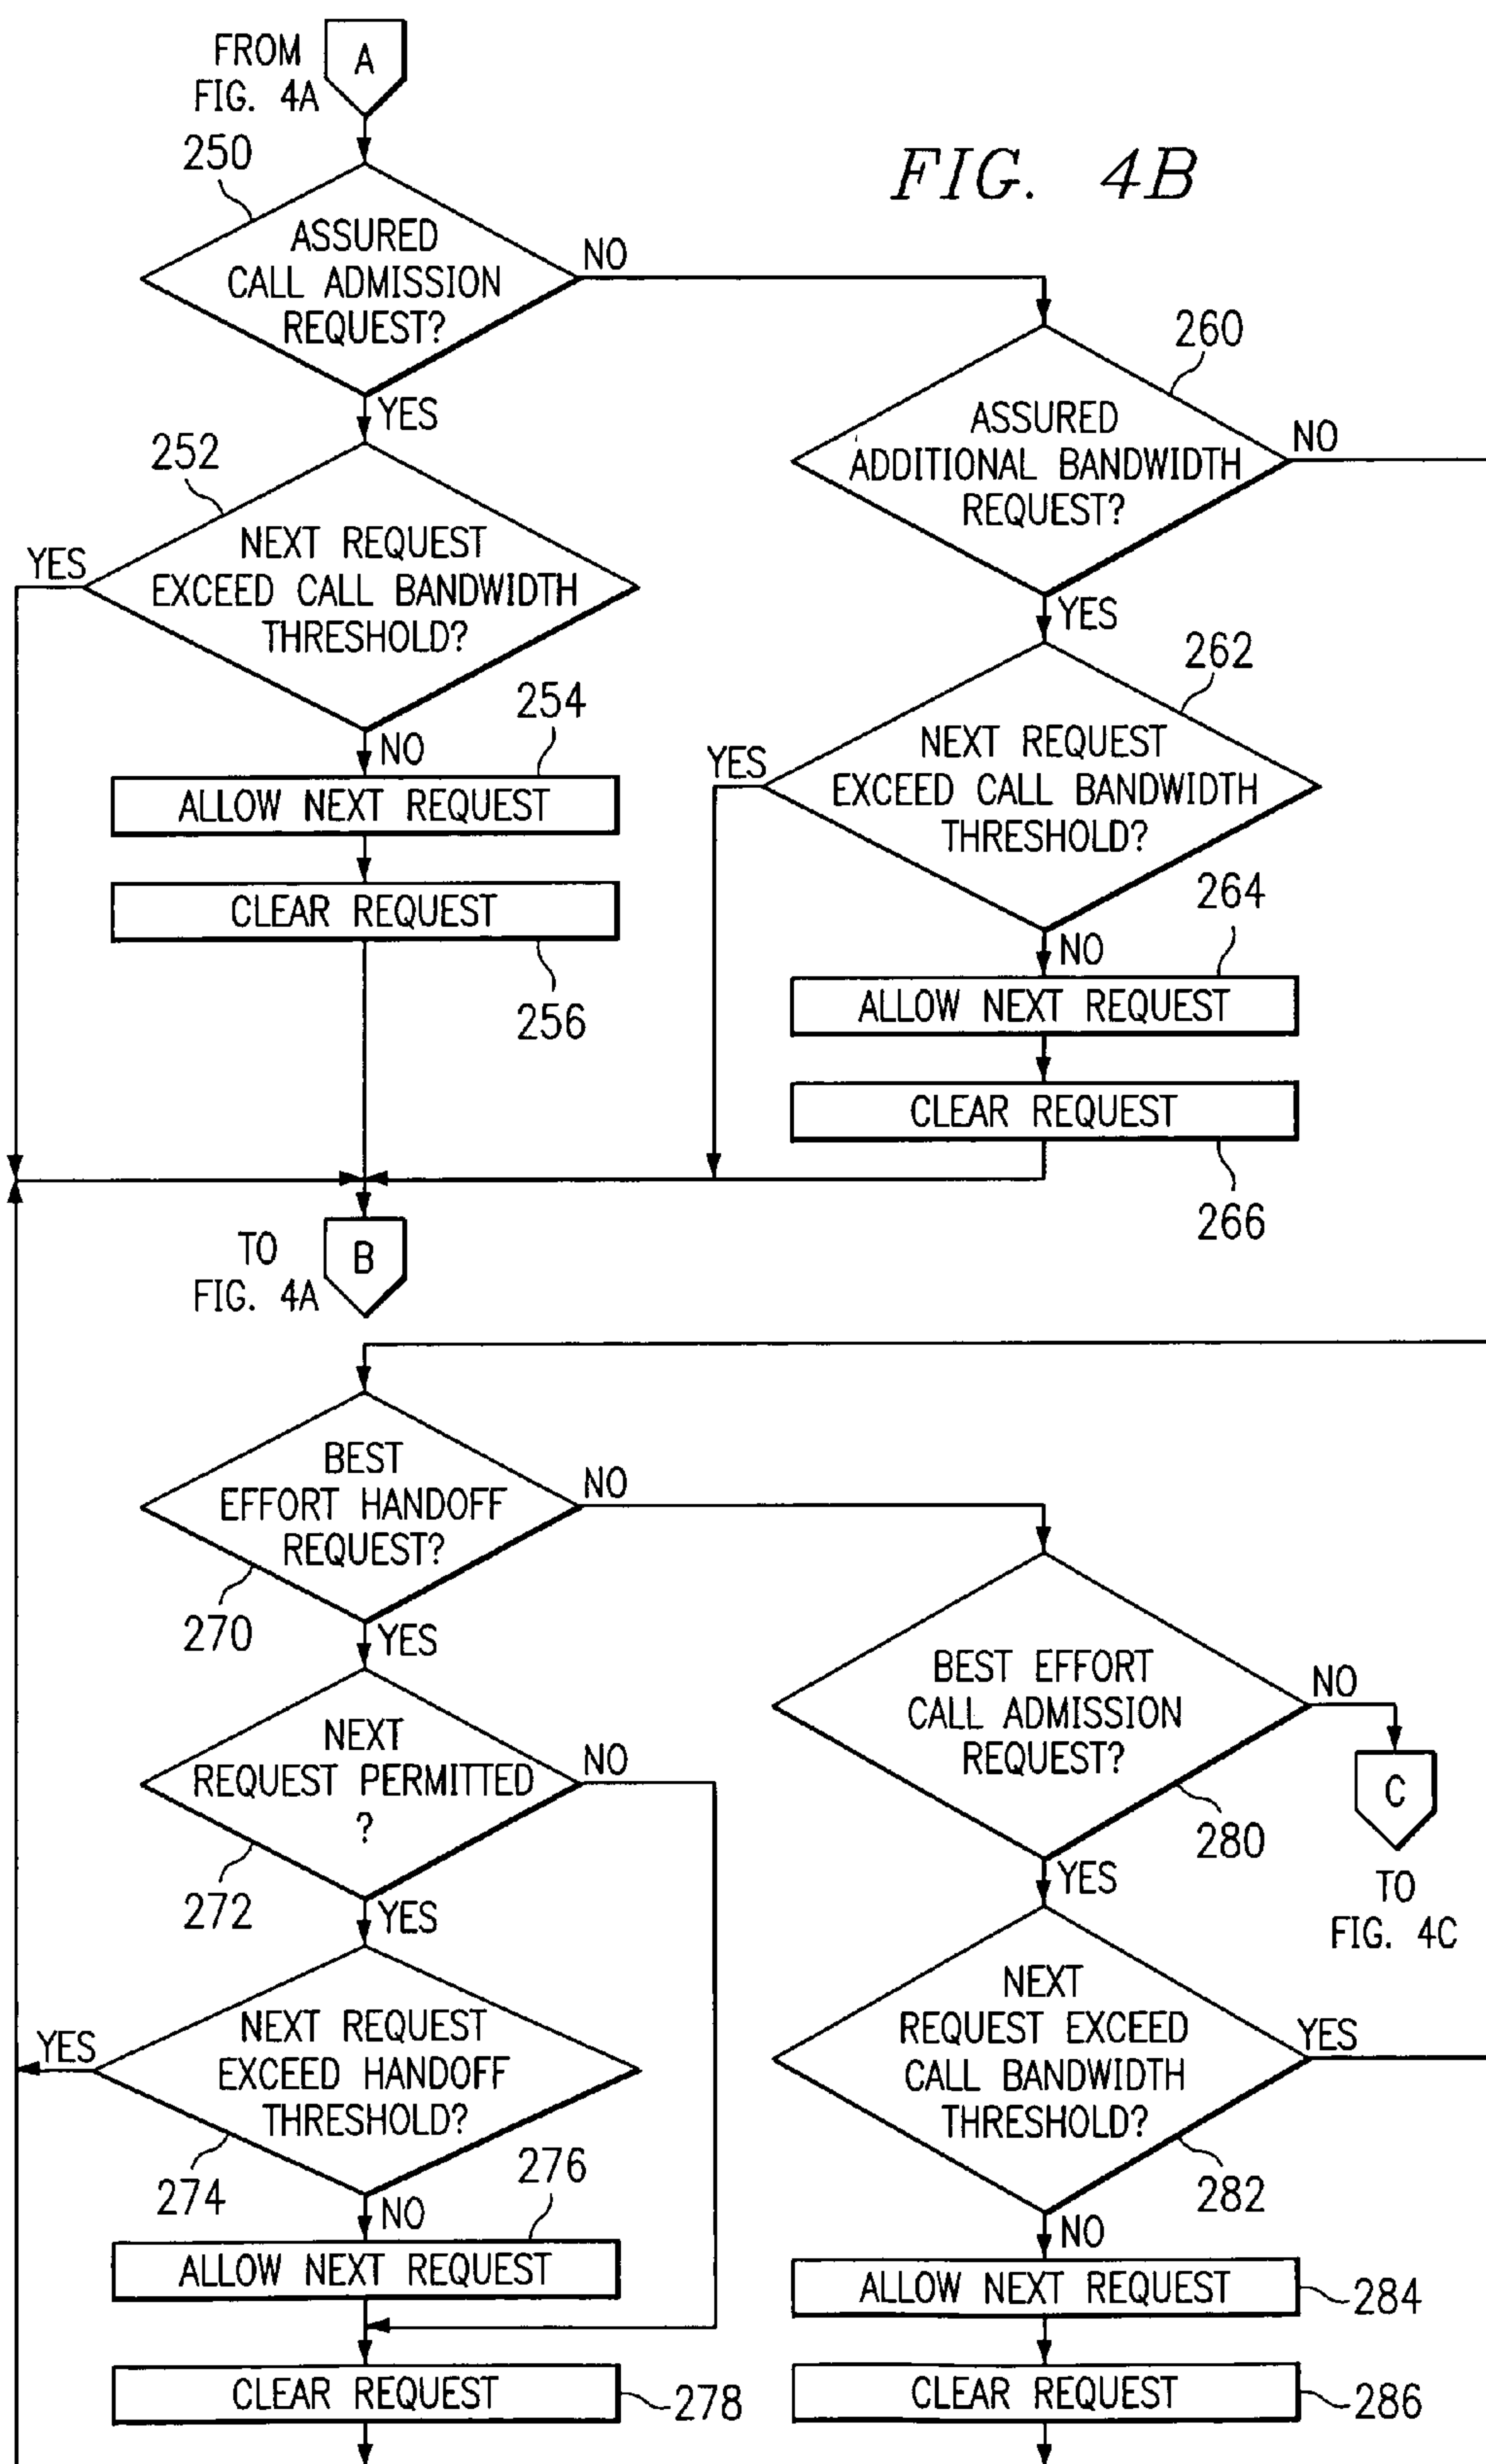 FROM
FIG. 4A
A
FIG. 4B
250
ASSURED
CALL ADMISSION
REQUEST?
NO
YES
260
ASSURED
ADDITIONAL BANDWIDTH
REQUEST?
NO
YES
252
NEXT REQUEST
EXCEED CALL BANDWIDTH
THRESHOLD?
YES
NO
254
ALLOW NEXT REQUEST
CLEAR REQUEST
256
262
NEXT REQUEST
EXCEED CALL BANDWIDTH
THRESHOLD?
YES
NO
264
ALLOW NEXT REQUEST
CLEAR REQUEST
266
TO
FIG. 4A
B
BEST
EFFORT HANDOFF
REQUEST?
NO
270
YES
NEXT
REQUEST PERMITTED
?
NO
272
YES
NEXT REQUEST
EXCEED HANDOFF
THRESHOLD?
YES
274
NO
276
ALLOW NEXT REQUEST
CLEAR REQUEST
278
BEST EFFORT
CALL ADMISSION
REQUEST?
NO
280
YES
C
TO
FIG. 4C
NEXT
REQUEST EXCEED
CALL BANDWIDTH
THRESHOLD?
YES
282
NO
ALLOW NEXT REQUEST
284
CLEAR REQUEST
286